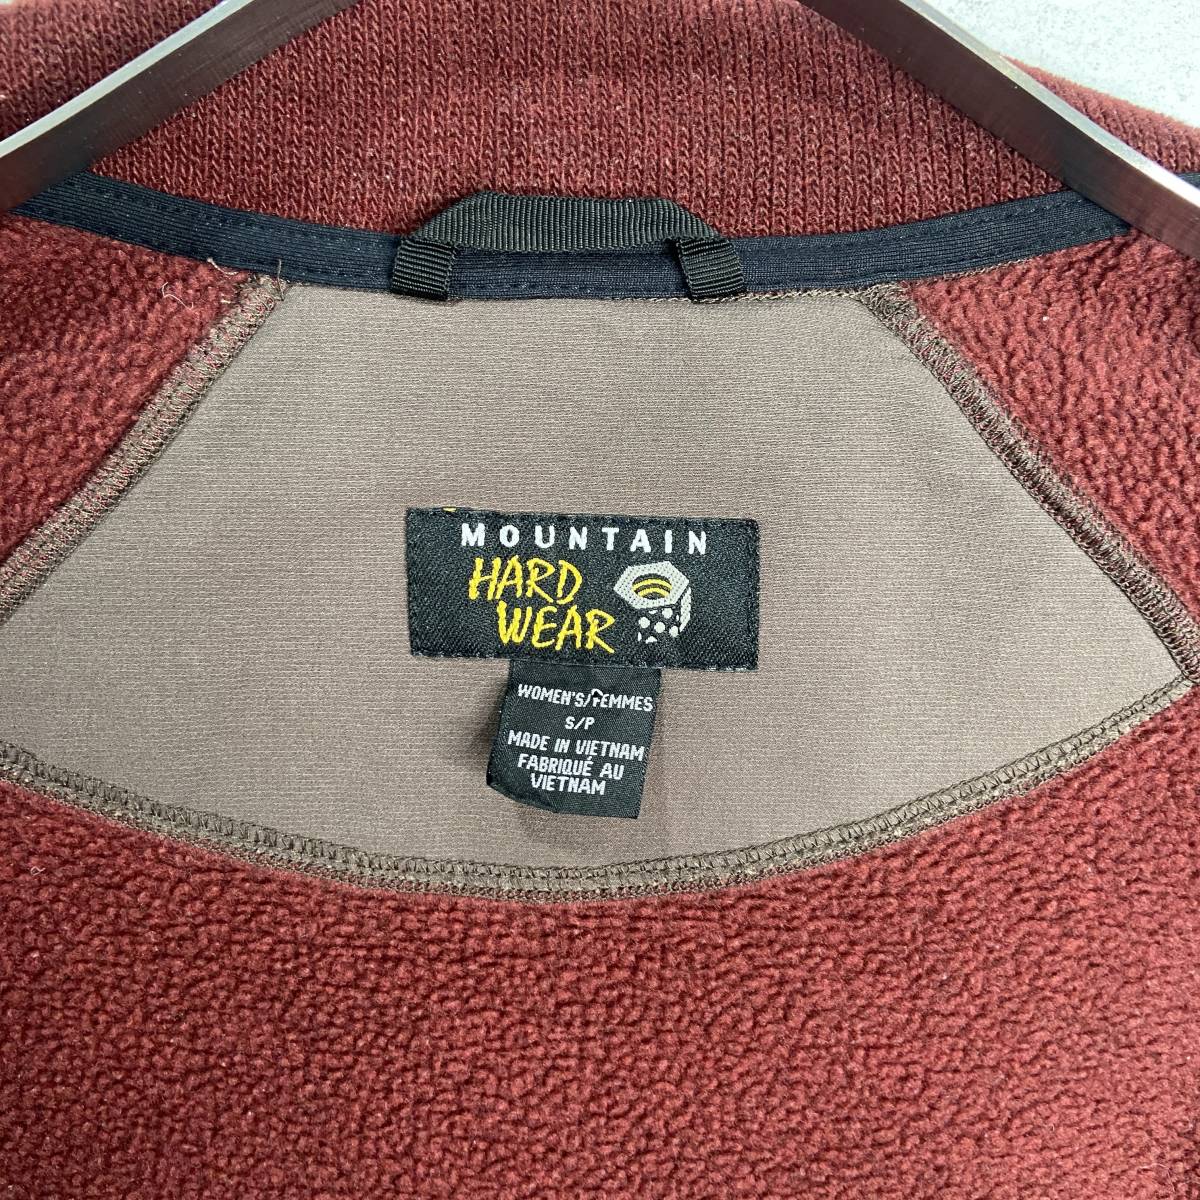 MOUNTAIN
HARD
WEAR
WOMEN'S/FEMMES
S/P
MADE IN VIETNAM
FABRIQUÉ AU
VIETNAM